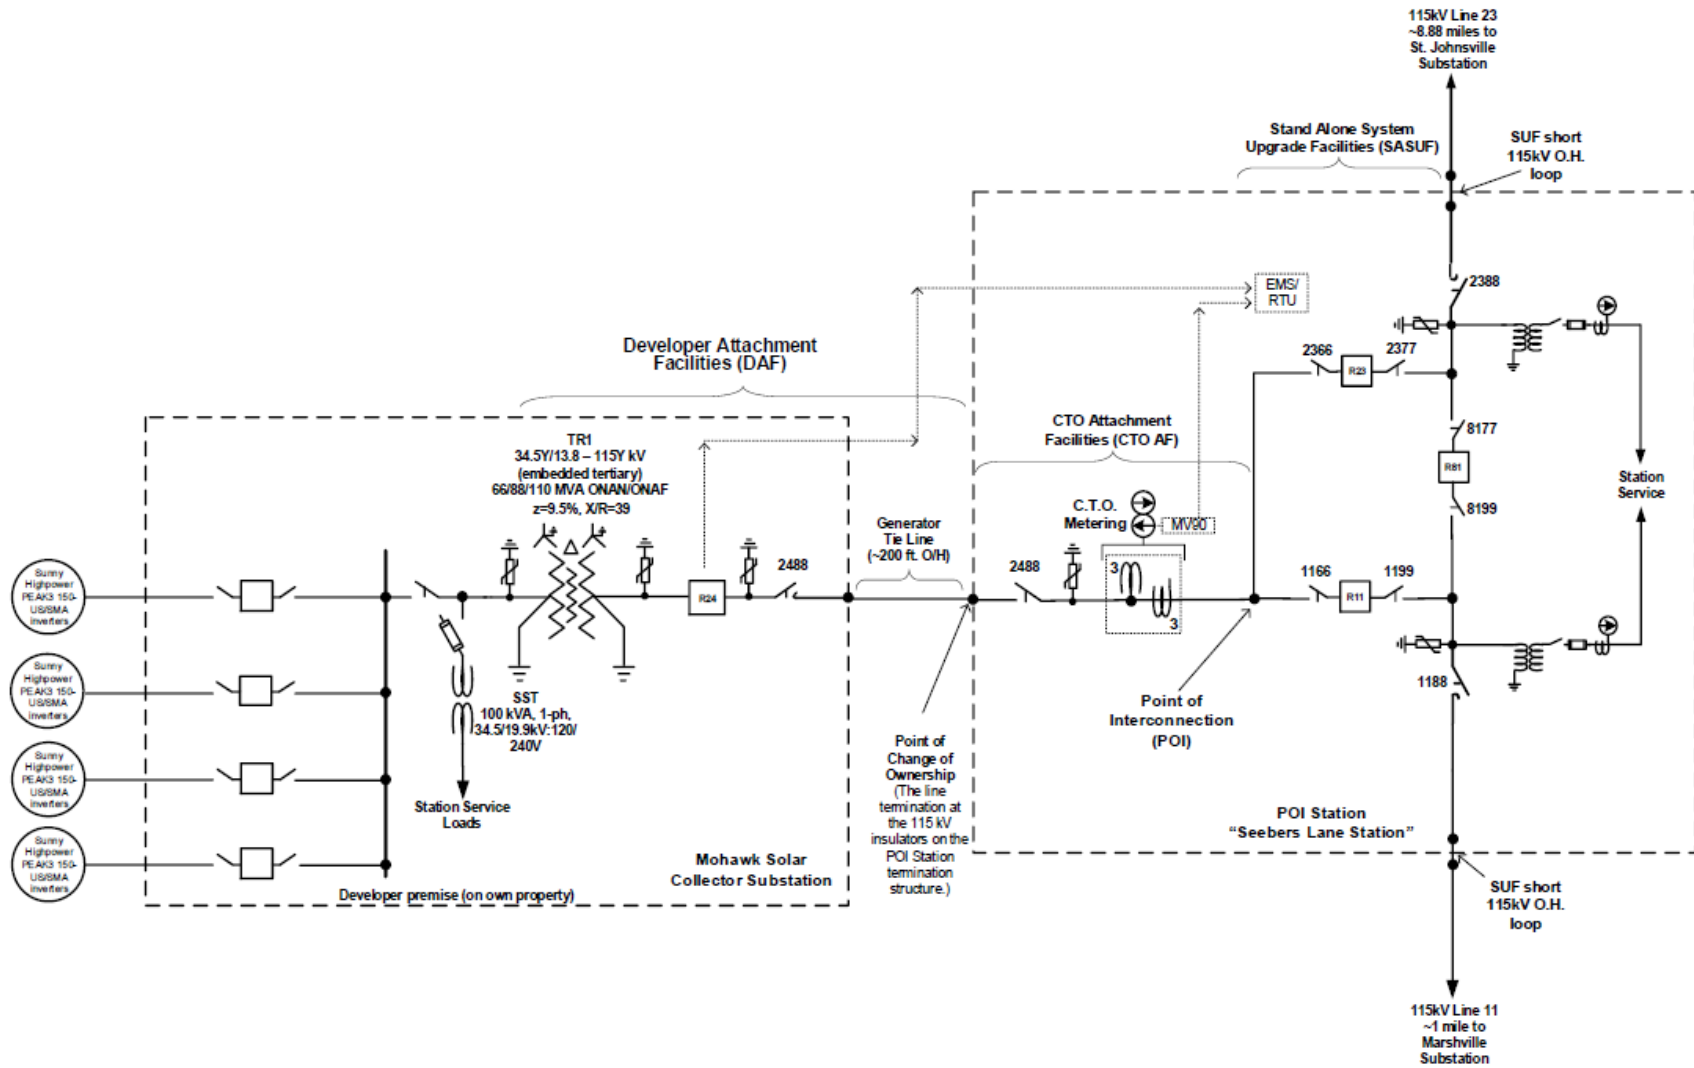 115kV Line 23
~8.88 miles to
St. Johnsville
Substation
Stand Alone System
Upgrade Facilities (SASUF)
SUF short
115kV O.H.
loop
2388
EMS/
RTU
Developer Attachment
Facilities (DAF)
2366
R23
2377
CTO Attachment
Facilities (CTO AF)
8177
R81
8199
Station
Service
TR1
34.5Y/13.8 – 115Y kV
(embedded tertiary)
66/88/110 MVA ONAN/ONAF
z=9.5%, X/R=39
C.T.O.
Metering
MV90
Generator
Tie Line
(~200 ft. O/H)
Sunny
Highpower
PEAK3 150-
US/SMA
inverters
R24
2488
2488
3
3
1166
R11
1199
Sunny
Highpower
PEAK3 150-
US/SMA
inverters
SST
100 kVA, 1-ph,
34.5/19.9kV:120/
240V
1188
Point of
Interconnection
(POI)
Sunny
Highpower
PEAK3 150-
US/SMA
inverters
Station Service
Loads
Point of
Change of
Ownership
(The line
termination at
the 115 kV
insulators on the
POI Station
termination
structure.)
POI Station
“Seebers Lane Station”
Sunny
Highpower
PEAK3 150-
US/SMA
inverters
Mohawk Solar
Collector Substation
Developer premise (on own property)
SUF short
115kV O.H.
loop
115kV Line 11
~1 mile to
Marshville
Substation